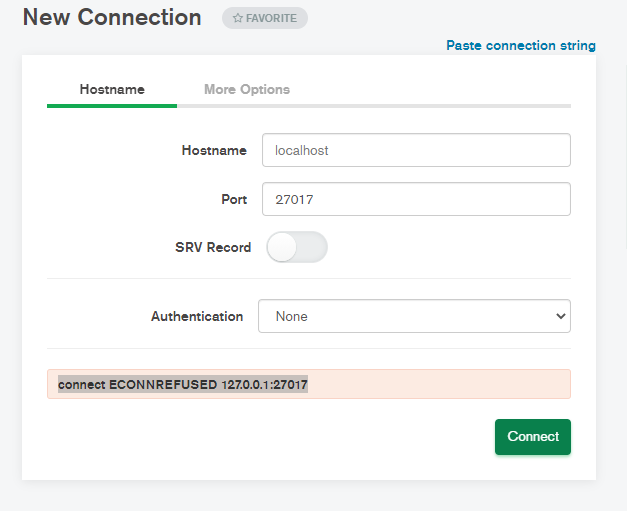 New Connection
FAVORITE
Paste connection string
Hostname
More Options
Hostname
localhost
Port
27017
SRV Record
Authentication
None
connect ECONNREFUSED 127.0.0.1:27017
Connect